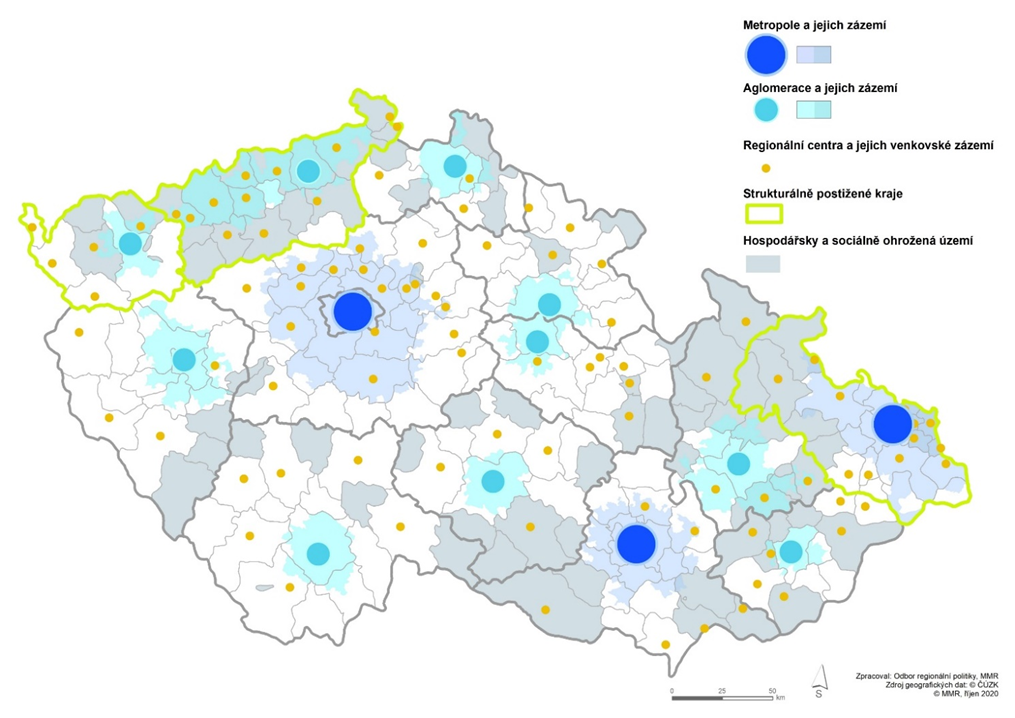 Metropole a jejich zázemí
Aglomerace a jejich zázemí
Regionální centra a jejich venkovské zázemí
Strukturálně postižené kraje
Hospodářsky a sociálně ohrožená území
Zpracoval: Odbor regionální politiky, MMR
Zdroj geografických dat: © ČÚZK
© MMR, říjen 2020
0 25 50
km
S